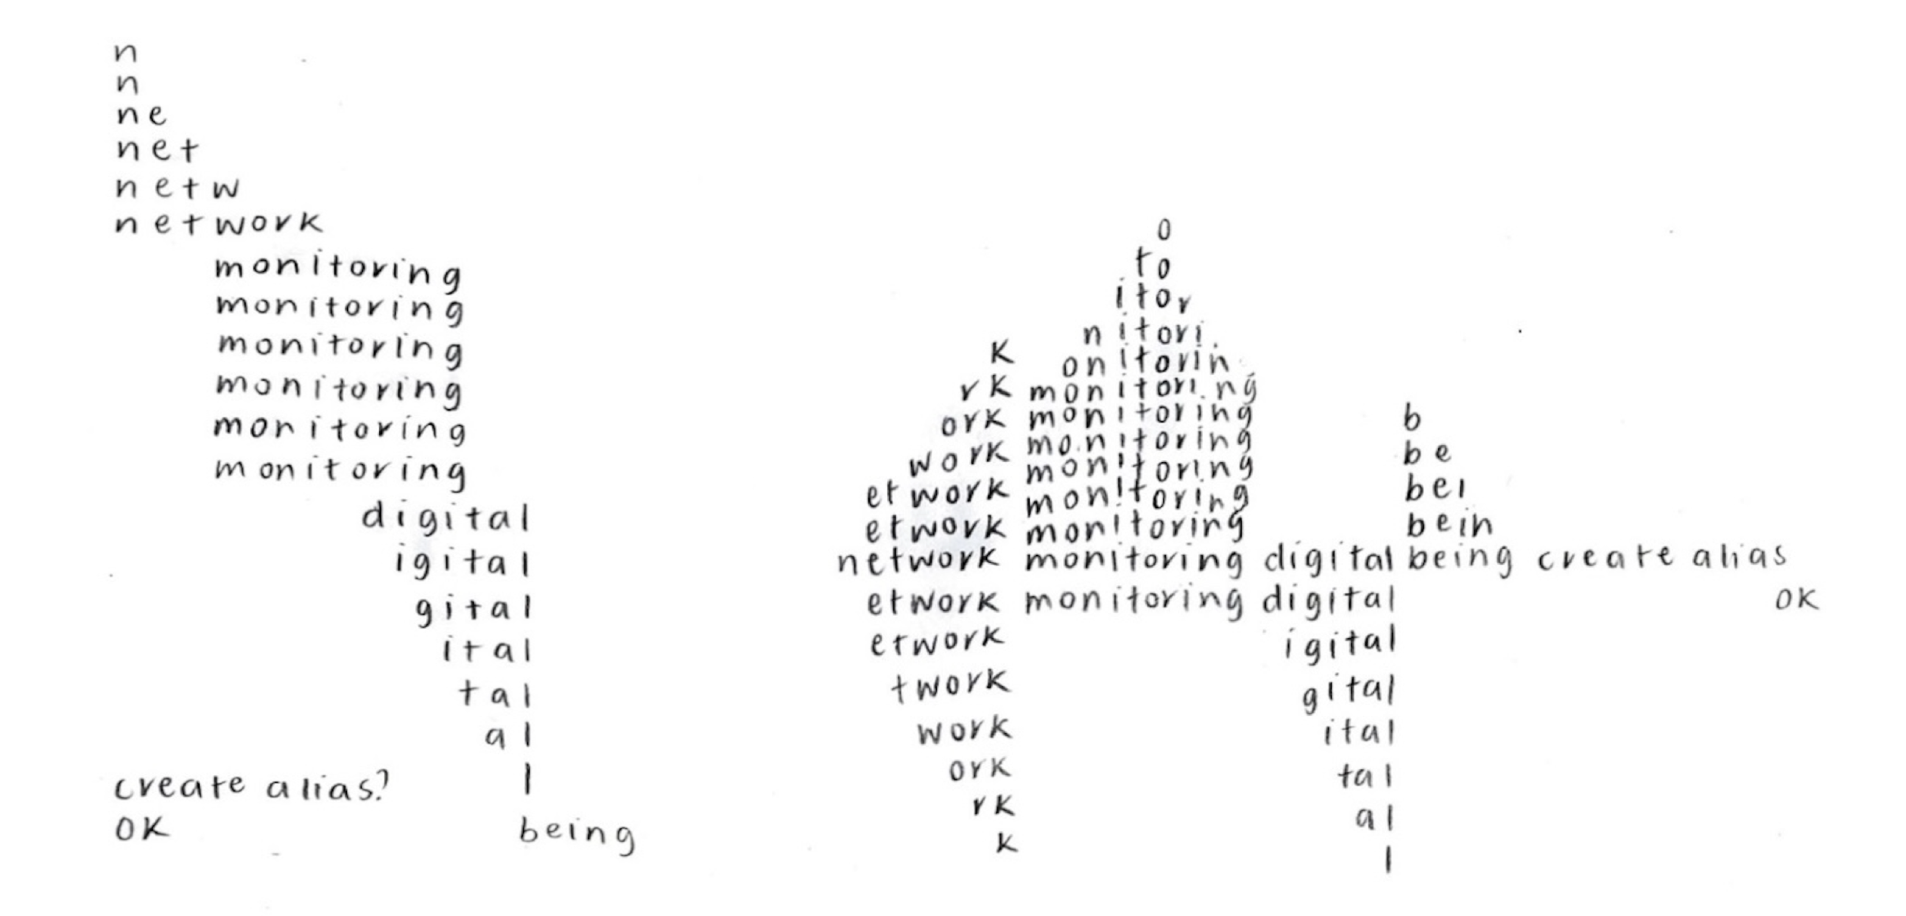 n
n
ne
net
netw
network
monitoring
monitoring
monitoring
monitoring
monitoring
monitoring
digital
igital
gital
ital
tal
al
l
create alias?
OK
being
o
to
itor
nitori
k
onitorin
rk monitoring
ork monitoring
b
work monitoring
be
monitoring
etwork monitoring
bei
etwork monitoring
bein
network monitoring digital being create alias
etwork monitoring digital
OK
etwork
igital
twork
gital
work
ital
ork
tal
rk
al
k
l